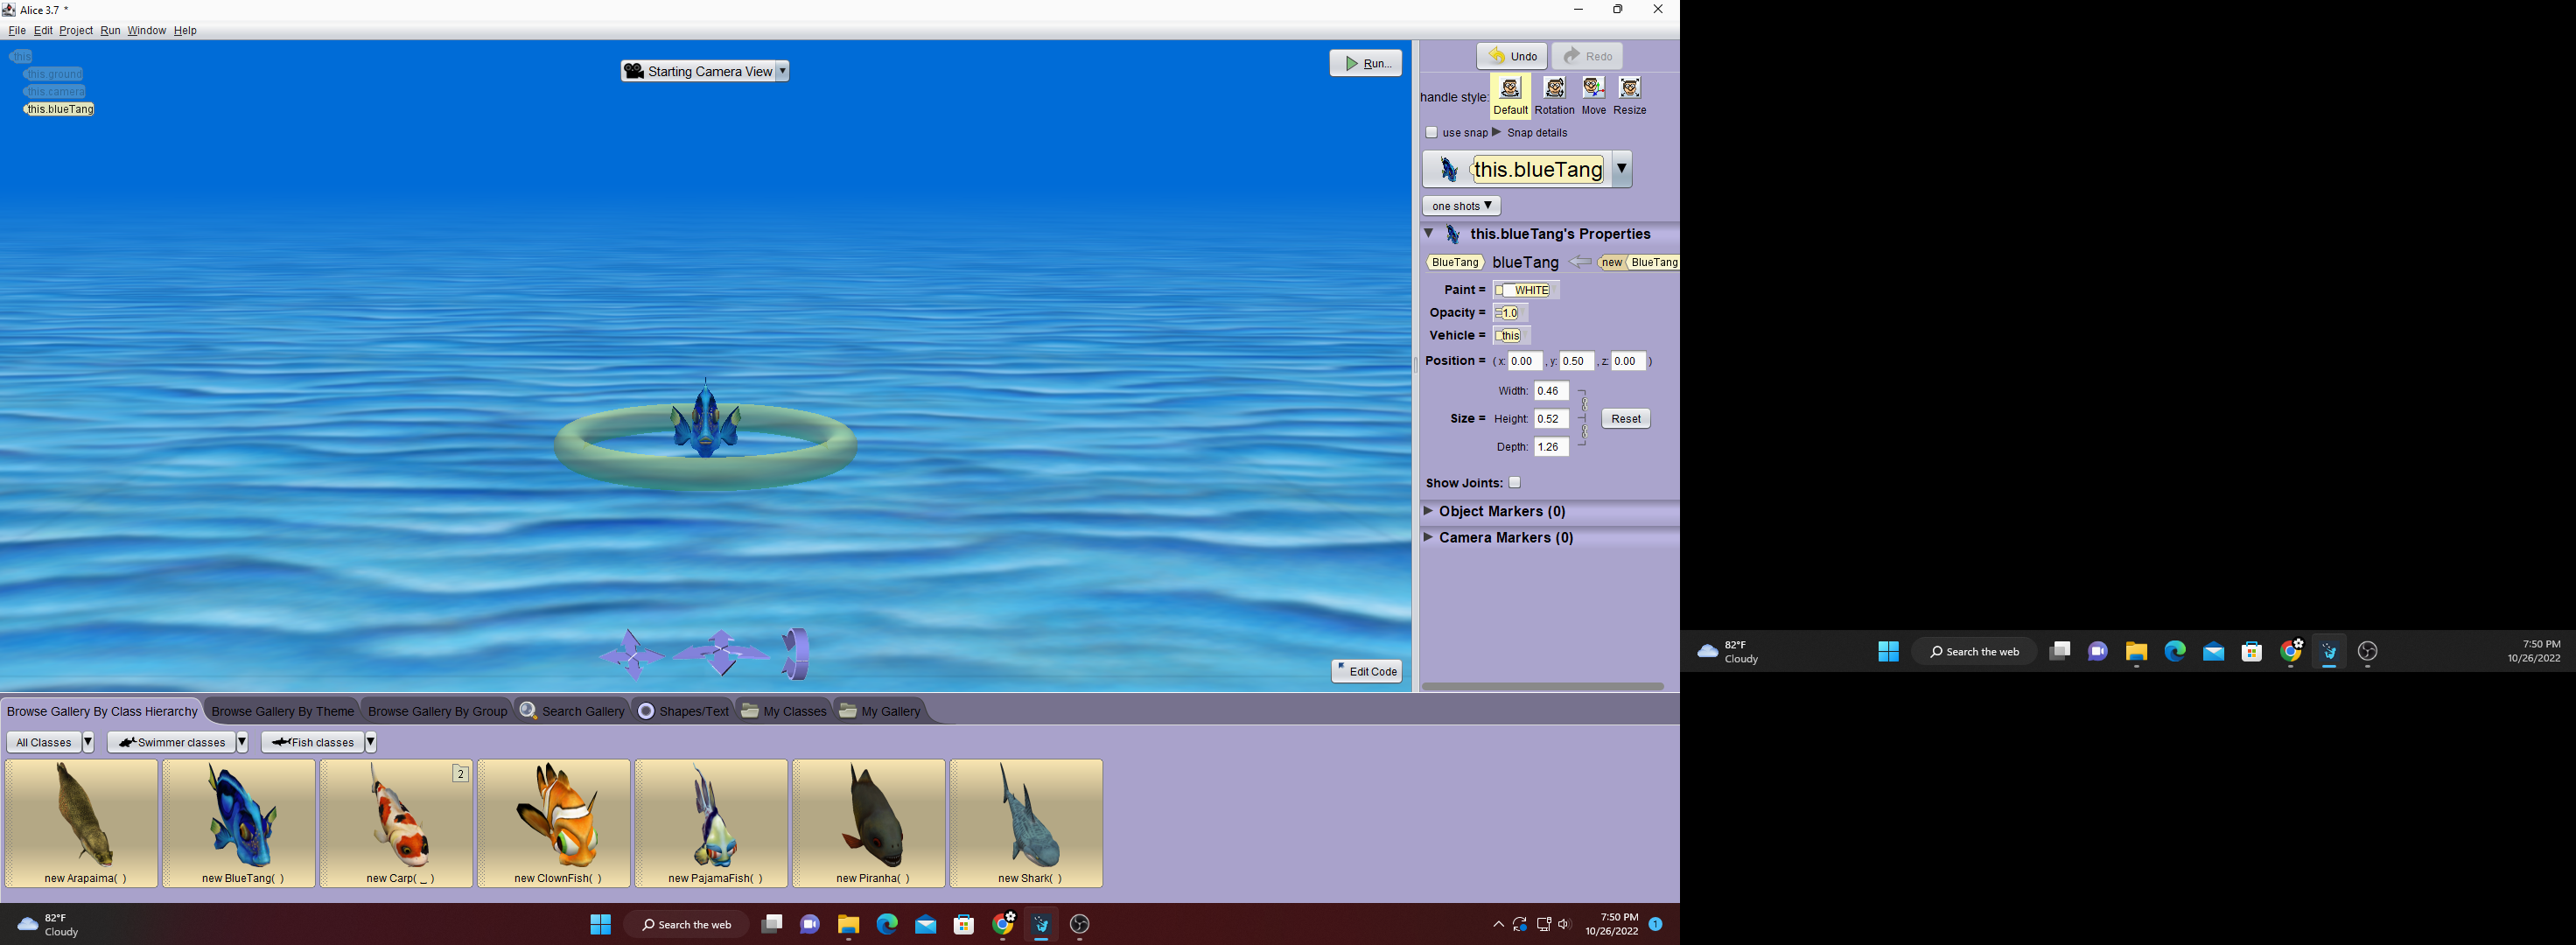 Alice 3.7 *
File Edit Project Run Window Help
this
this.ground
this.camera
this.blueTang
Starting Camera View
Run...
Undo
Redo
handle style:
Default
Rotation
Move
Resize
use snap
Snap details
this.blueTang
one shots
this.blueTang's Properties
BlueTang blueTang new BlueTang
Paint = WHITE
Opacity = 1.0
Vehicle = this
Position = ( x: 0.00 , y: 0.50 , z: 0.00 )
Width: 0.46
Size = Height: 0.52 Reset
Depth: 1.26
Show Joints:
Object Markers (0)
Camera Markers (0)
Edit Code
Browse Gallery By Class Hierarchy
Browse Gallery By Theme
Browse Gallery By Group
Search Gallery
Shapes/Text
My Classes
My Gallery
All Classes
Swimmer classes
Fish classes
2
new Arapaima( )
new BlueTang( )
new Carp( _ )
new ClownFish( )
new PajamaFish( )
new Piranha( )
new Shark( )
82°F
Cloudy
Search the web
7:50 PM
10/26/2022
1
82°F
Cloudy
Search the web
7:50 PM
10/26/2022